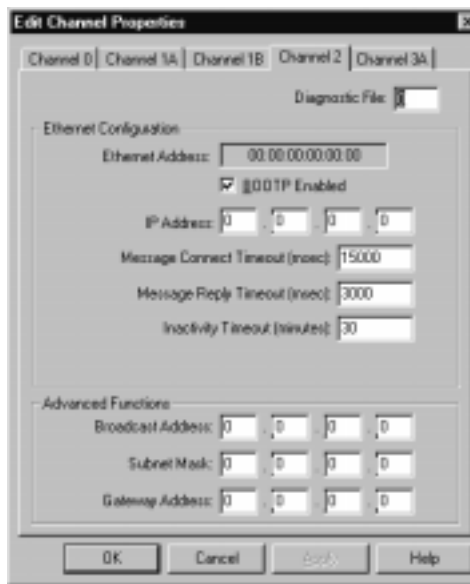 Edit Channel Properties
Channel 0 Channel 1A Channel 1B Channel 2 Channel 3A
Diagnostic File: 0
Ethernet Configuration
Ethernet Address: 00:00:00:00:00:00
BOOTP Enabled
IP Address: 0 . 0 . 0 . 0
Message Connect Timeout (msec): 15000
Message Reply Timeout (msec): 3000
Inactivity Timeout (minutes): 30
Advanced Functions
Broadcast Address: 0 . 0 . 0 . 0
Subnet Mask: 0 . 0 . 0 . 0
Gateway Address: 0 . 0 . 0 . 0
OK Cancel Apply Help